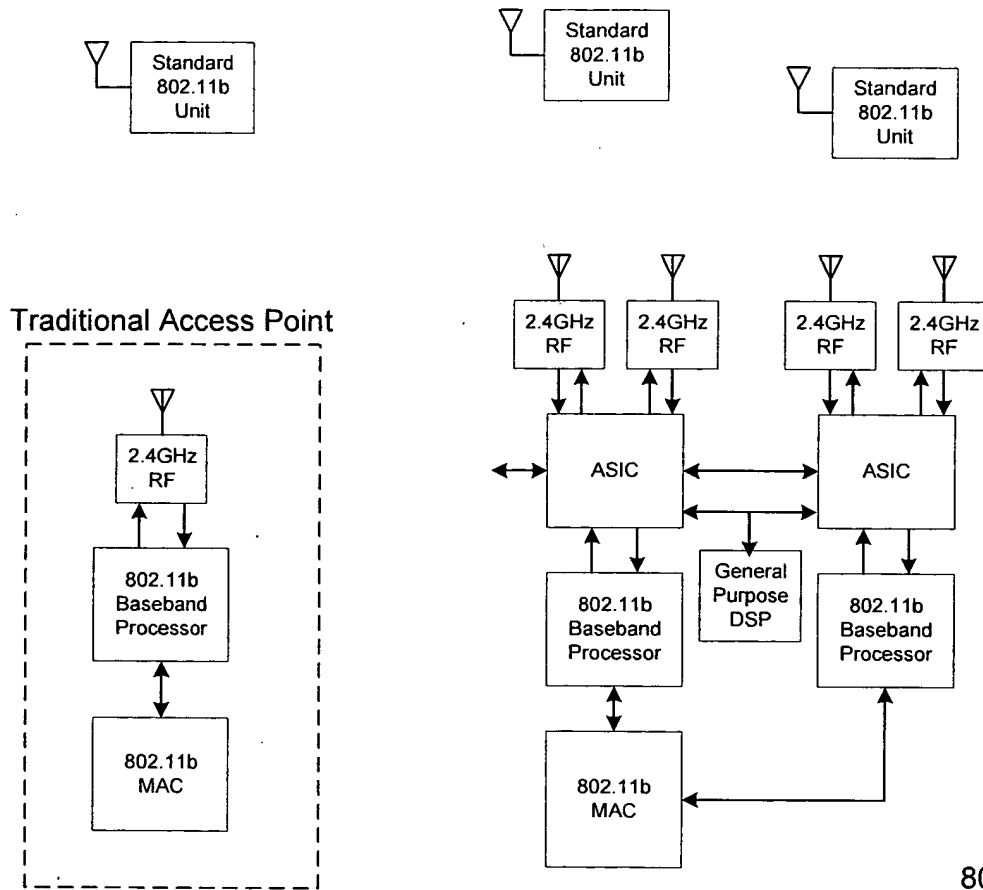 Standard
802.11b
Unit
Standard
802.11b
Unit
Standard
802.11b
Unit
Traditional Access Point
2.4GHz
RF
802.11b
Baseband
Processor
802.11b
MAC
2.4GHz
RF
2.4GHz
RF
2.4GHz
RF
2.4GHz
RF
ASIC
ASIC
General
Purpose
DSP
802.11b
Baseband
Processor
802.11b
Baseband
Processor
802.11b
MAC
80